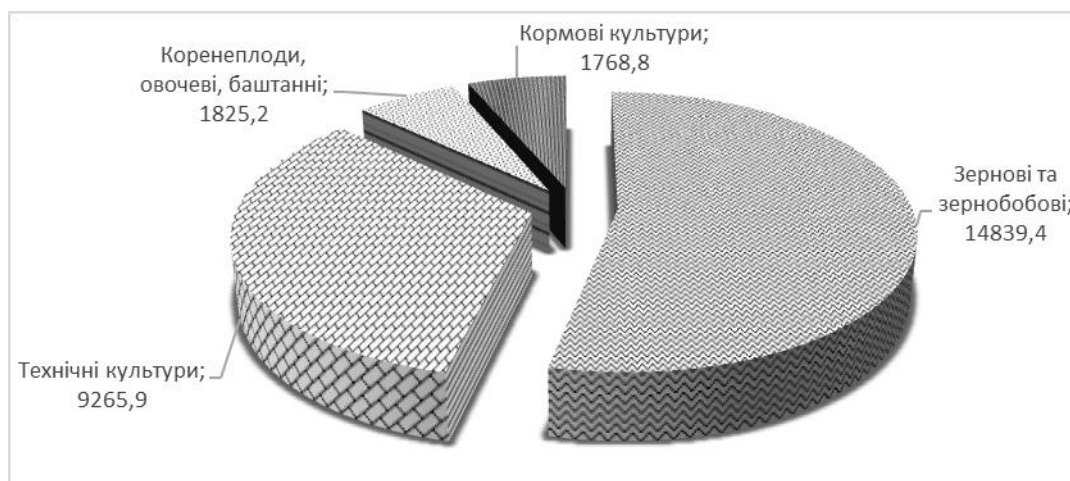 Кормові культури;
1768,8
Коренеплоди,
овочеві, баштанні;
1825,2
Зернові та
зернобобові;
14839,4
Технічні культури;
9265,9